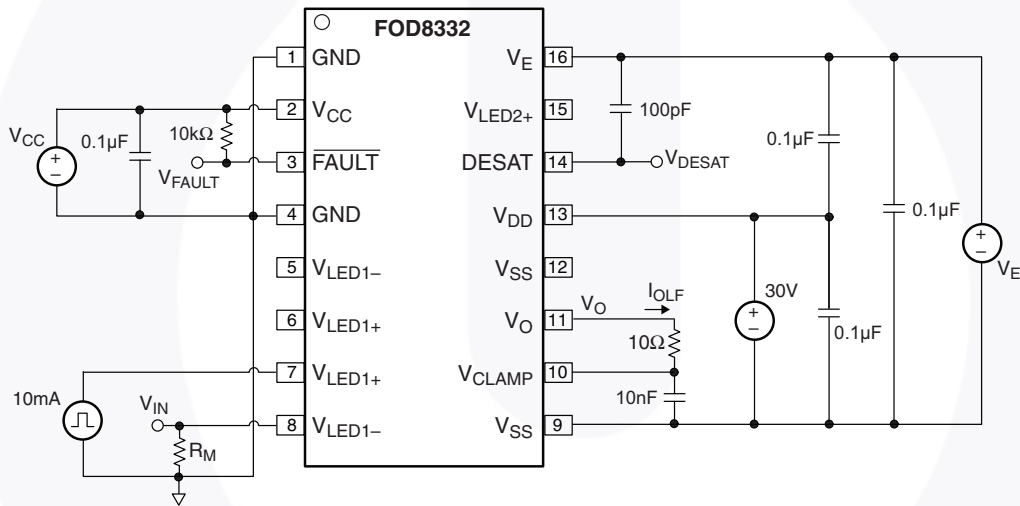 FOD8332
1 GND
2 VCC
3 FAULT
4 GND
5 VLED1–
6 VLED1+
7 VLED1+
8 VLED1–
VE 16
VLED2+ 15
DESAT 14
VDD 13
VSS 12
VO 11
VCLAMP 10
VSS 9
VCC
+
–
0.1µF
10kΩ
VFAULT
10mA
VIN
RM
100pF
VDESAT
0.1µF
0.1µF
+
–
VE
30V
+
–
0.1µF
VO
IOLF
10Ω
10nF